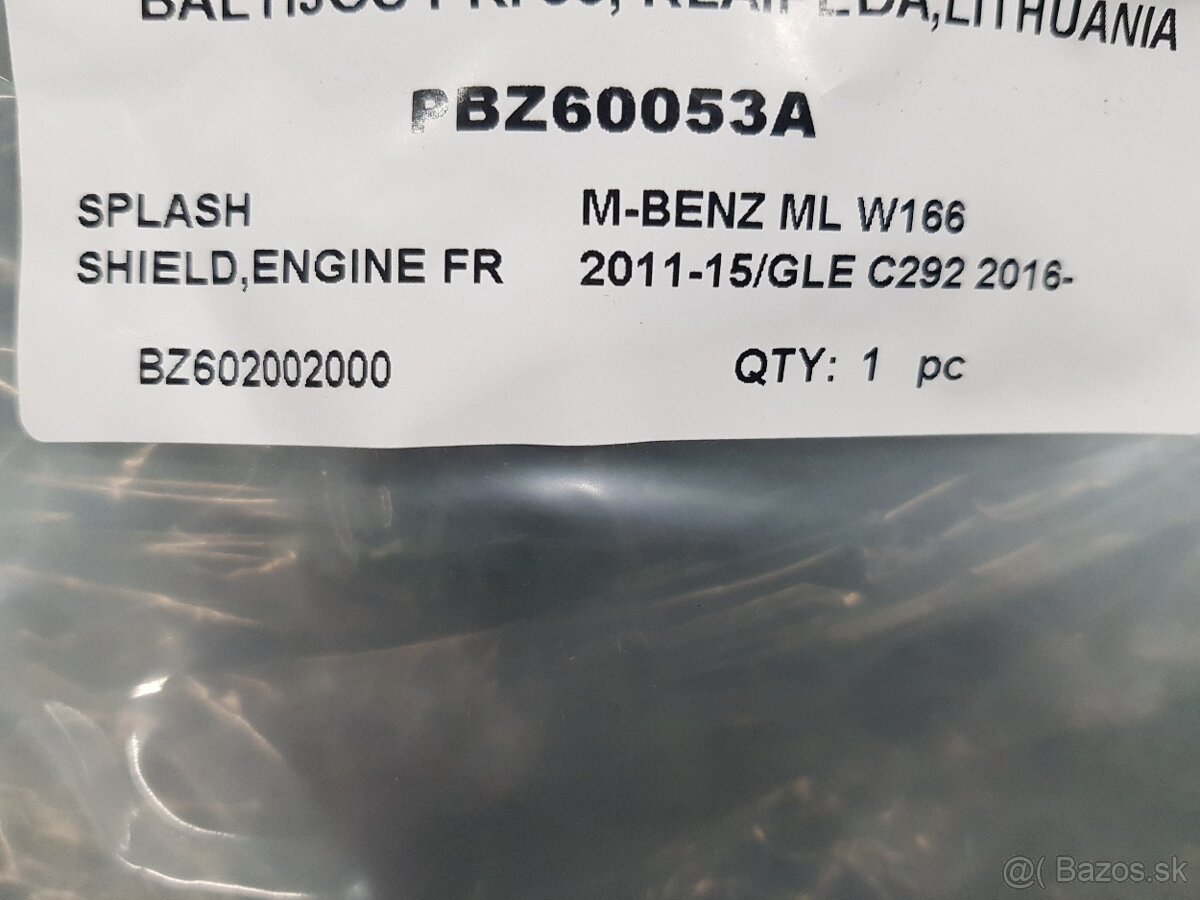 LITHUANIA
PBZ60053A
SPLASH
SHIELD,ENGINE FR
M-BENZ ML W166
2011-15/GLE C292 2016-
BZ602002000
QTY: 1 pc
@( Bazos.sk